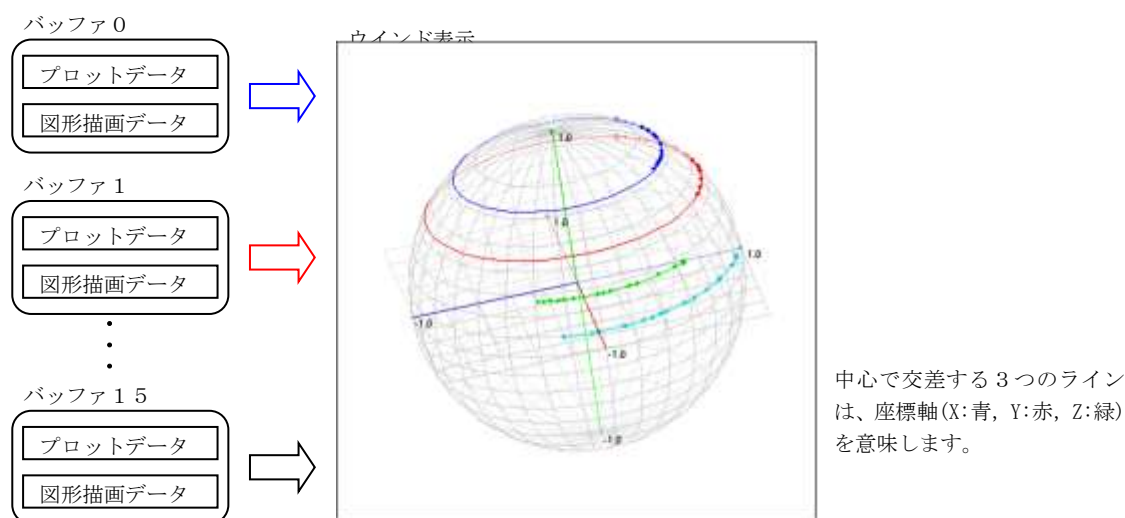 バッファ０
プロットデータ
図形描画データ
バッファ１
プロットデータ
図形描画データ
バッファ１５
プロットデータ
図形描画データ
ウインド表示
1.0
1.0
1.0
-1.0
-1.0
-1.0
中心で交差する３つのライン
は、座標軸(X:青, Y:赤, Z:緑)
を意味します。